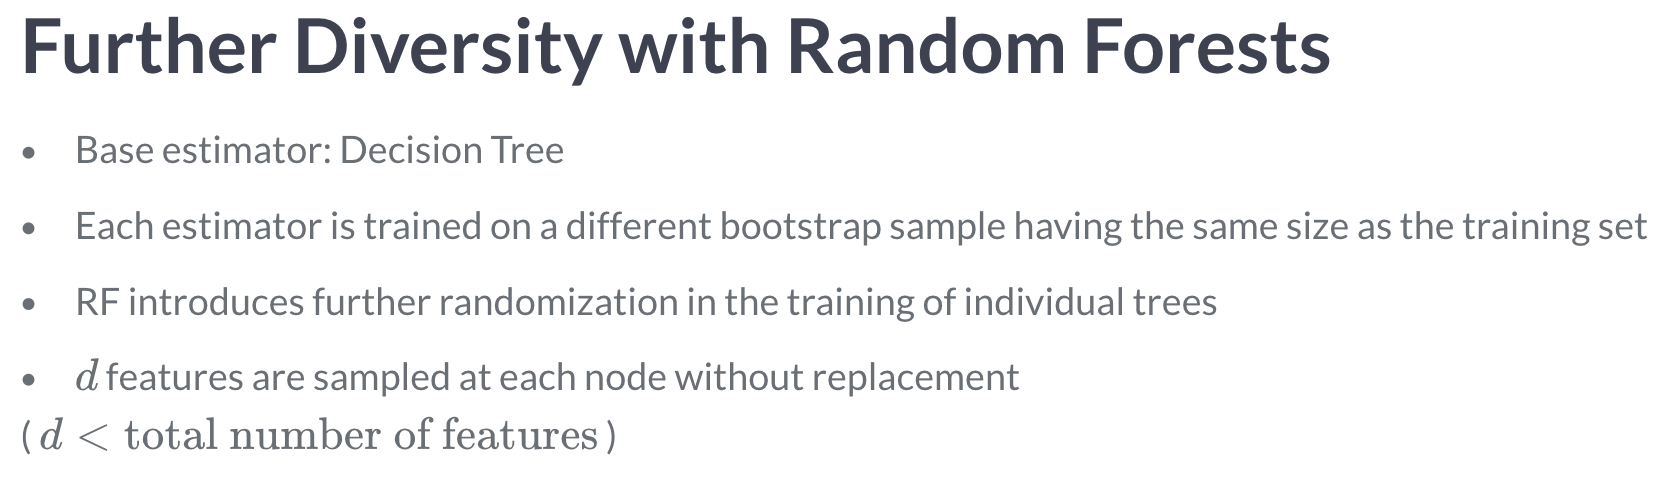 Further Diversity with Random Forests
• Base estimator: Decision Tree
• Each estimator is trained on a different bootstrap sample having the same size as the training set
• RF introduces further randomization in the training of individual trees
• d features are sampled at each node without replacement
( d < total number of features )